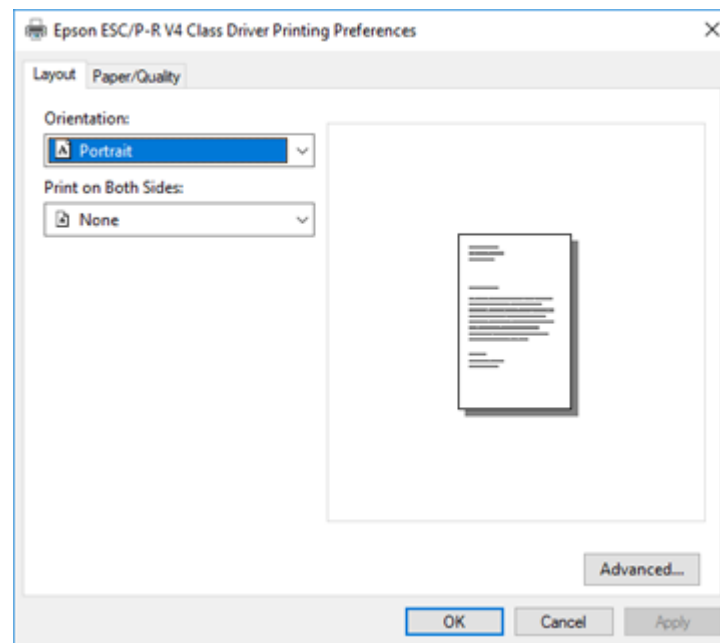 Epson ESC/P-R V4 Class Driver Printing Preferences
Layout
Paper/Quality
Orientation:
Portrait
Print on Both Sides:
None
Advanced...
OK
Cancel
Apply